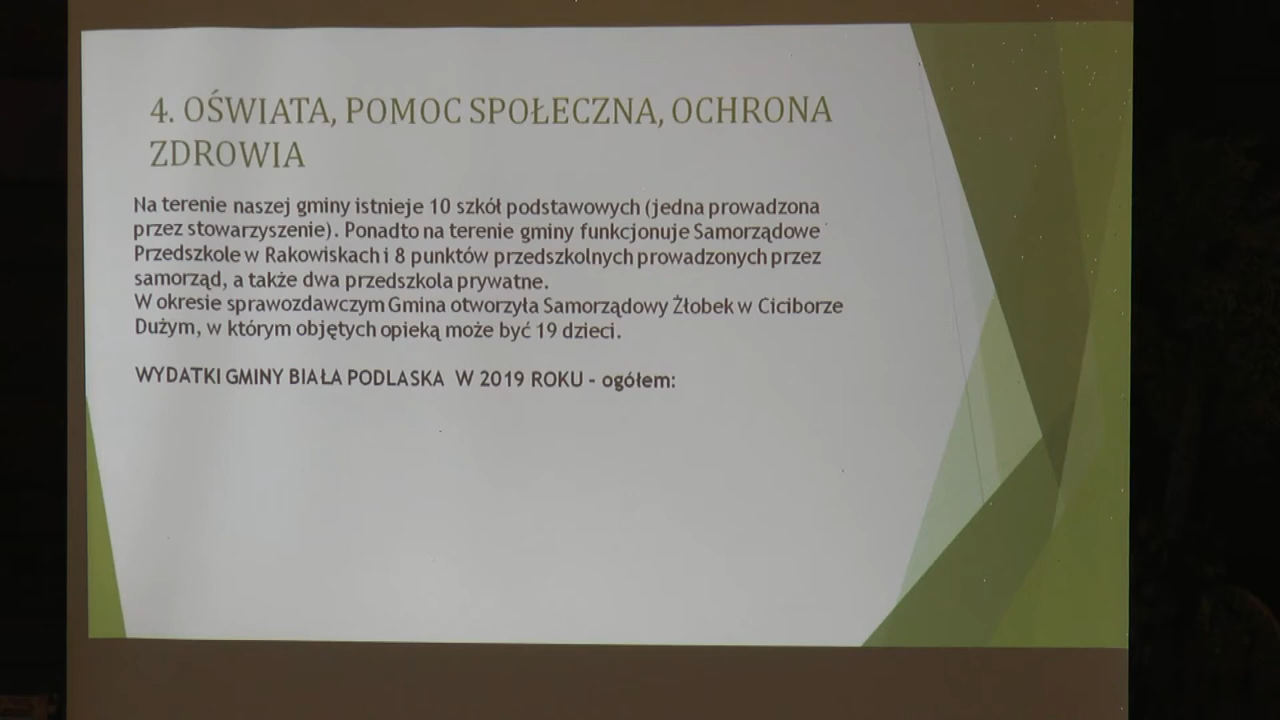 4. OŚWIATA, POMOC SPOŁECZNA, OCHRONA
ZDROWIA
Na terenie naszej gminy istnieje 10 szkół podstawowych (jedna prowadzona
przez stowarzyszenie). Ponadto na terenie gminy funkcjonuje Samorządowe
Przedszkole w Rakowiskach i 8 punktów przedszkolnych prowadzonych przez
samorząd, a także dwa przedszkola prywatne.
W okresie sprawozdawczym Gmina otworzyła Samorządowy Żłobek w Ciciborze
Dużym, w którym objętych opieką może być 19 dzieci.
WYDATKI GMINY BIAŁA PODLASKA W 2019 ROKU - ogółem: